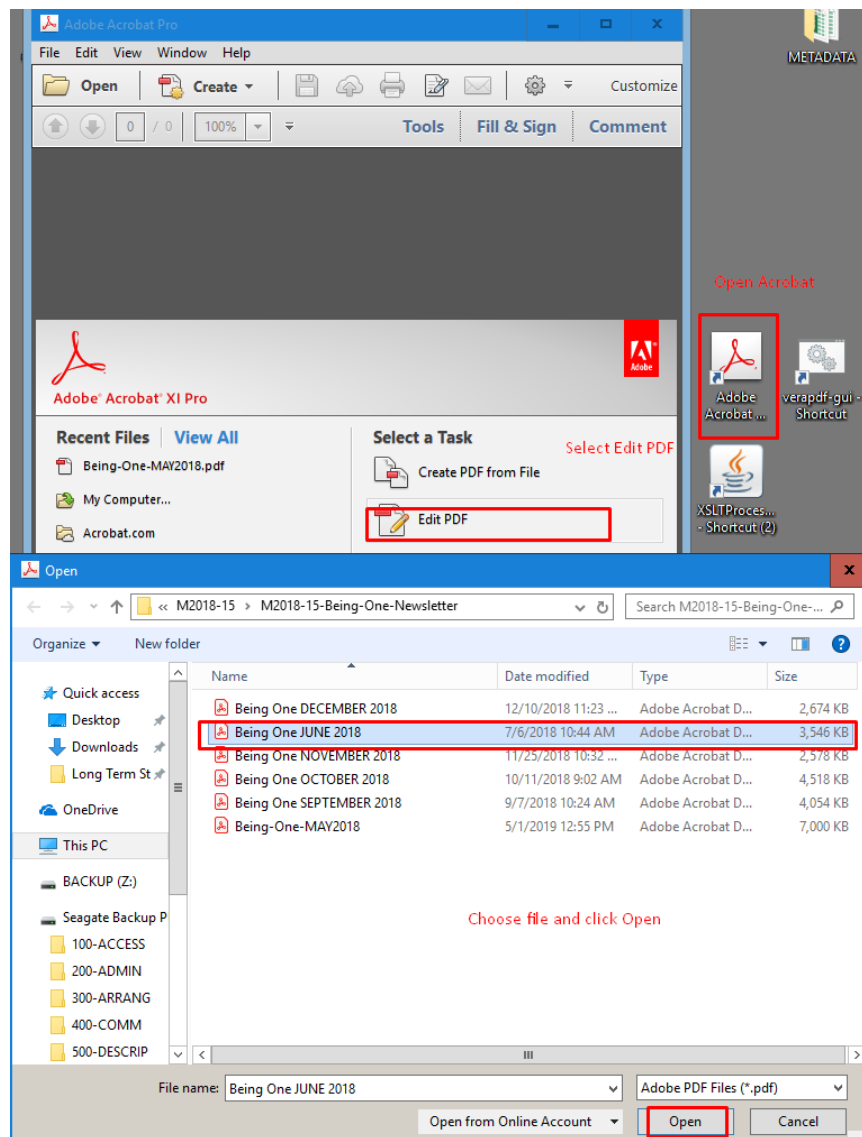 Adobe Acrobat Pro
File Edit View Window Help
METADATA
Open Create Customize
0 / 0 100% Tools Fill & Sign Comment
Open Acrobat
Adobe
Adobe® Acrobat® XI Pro
Adobe Acrobat ...
verapdf-gui - Shortcut
Recent Files View All
Select a Task
Select Edit PDF
Being-One-MAY2018.pdf
Create PDF from File
My Computer...
Edit PDF
Acrobat.com
XSLTProces... - Shortcut (2)
Open
« M2018-15 > M2018-15-Being-One-Newsletter
Search M2018-15-Being-One-...
Organize New folder
Name Date modified Type Size
Quick access
Desktop
Downloads
Long Term St
OneDrive
This PC
BACKUP (Z:)
Seagate Backup P
100-ACCESS
200-ADMIN
300-ARRANG
400-COMM
500-DESCRIP
Being One DECEMBER 2018 12/10/2018 11:23 ... Adobe Acrobat D... 2,674 KB
Being One JUNE 2018 7/6/2018 10:44 AM Adobe Acrobat D... 3,546 KB
Being One NOVEMBER 2018 11/25/2018 10:32 ... Adobe Acrobat D... 2,578 KB
Being One OCTOBER 2018 10/11/2018 9:02 AM Adobe Acrobat D... 4,518 KB
Being One SEPTEMBER 2018 9/7/2018 10:24 AM Adobe Acrobat D... 4,054 KB
Being-One-MAY2018 5/1/2019 12:55 PM Adobe Acrobat D... 7,000 KB
Choose file and click Open
File name: Being One JUNE 2018 Adobe PDF Files (*.pdf)
Open from Online Account Open Cancel